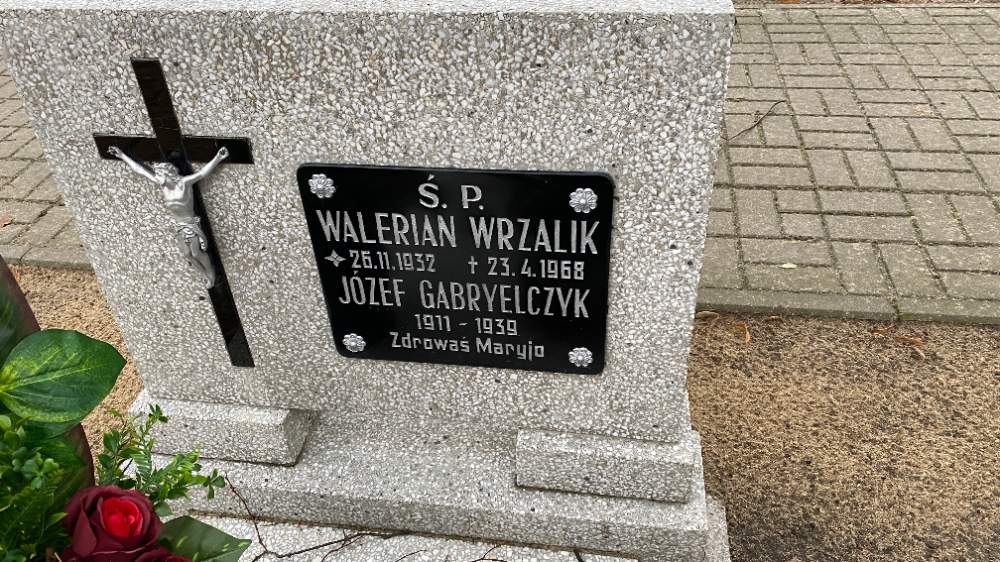 Ś. P.
WALERIAN WRZALIK
✦ 26.11.1932 ✝ 23.4.1968
JÓZEF GABRYELCZYK
1911 - 1939
Zdrowaś Maryjo